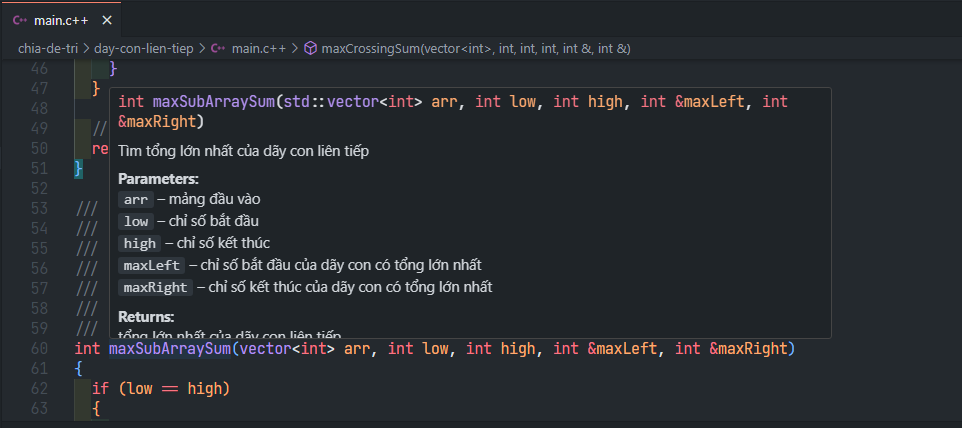 main.c++
chia-de-tri > day-con-lien-tiep > main.c++ > maxCrossingSum(vector<int>, int, int, int, int &, int &)
46 }
47 }
48
49 //
50 re
51 }
52
53 ///
54 ///
55 ///
56 ///
57 ///
58 ///
59 ///
int maxSubArraySum(std::vector<int> arr, int low, int high, int &maxLeft, int
&maxRight)
Tìm tổng lớn nhất của dãy con liên tiếp
Parameters:
arr – mảng đầu vào
low – chỉ số bắt đầu
high – chỉ số kết thúc
maxLeft – chỉ số bắt đầu của dãy con có tổng lớn nhất
maxRight – chỉ số kết thúc của dãy con có tổng lớn nhất
Returns:
tổng lớn nhất của dãy con liên tiếp
60 int maxSubArraySum(vector<int> arr, int low, int high, int &maxLeft, int &maxRight)
61 {
62 if (low == high)
63 {